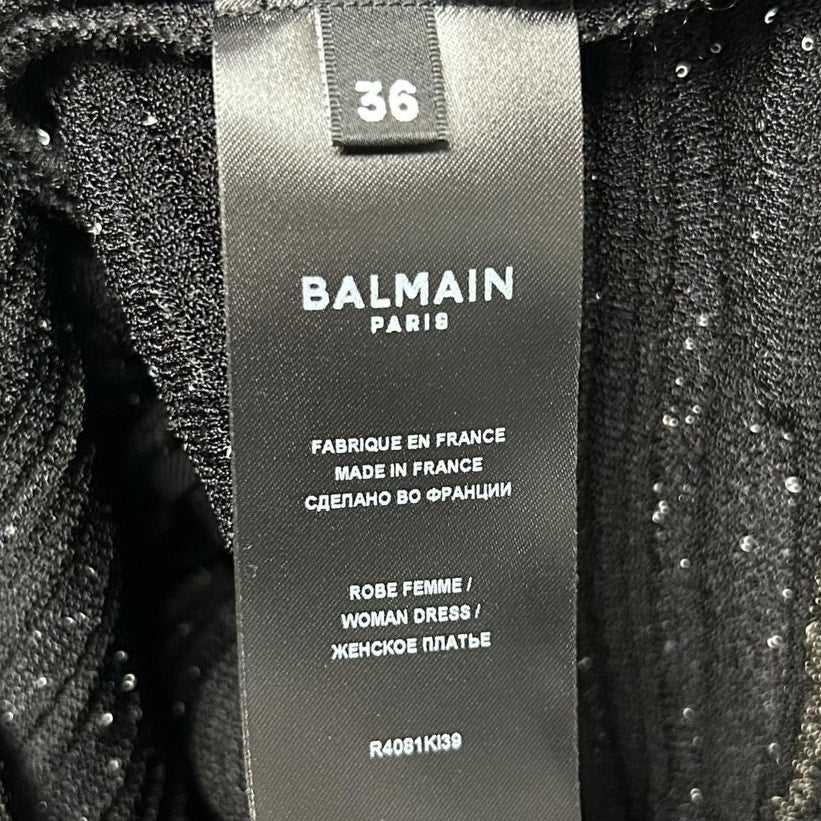 36
BALMAIN
PARIS
FABRIQUE EN FRANCE
MADE IN FRANCE
СДЕЛАНО ВО ФРАНЦИИ
ROBE FEMME /
WOMAN DRESS /
ЖЕНСКОЕ ПЛАТЬЕ
R4081KI39